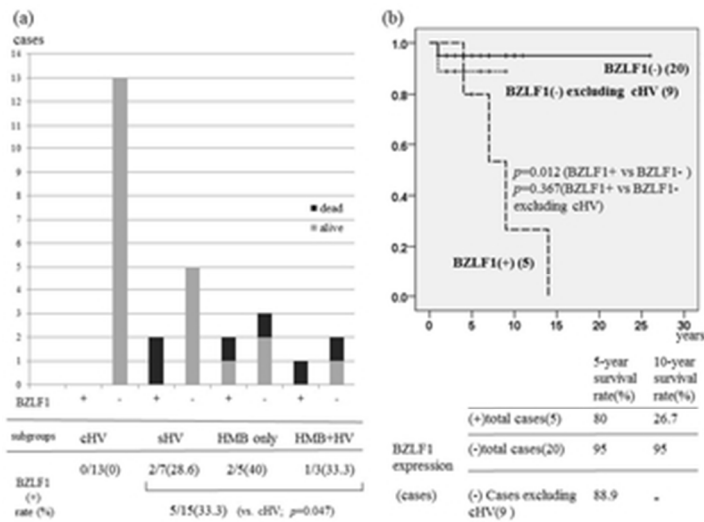 (a)
cases
14
13
12
11
10
9
8
7
6
5
4
3
2
1
0
dead
alive
BZLF1 + - + - + - + -
subgroups cHV sHV HMB only HMB+HV
BZLF1 (+) rate (%)
0/13(0) 2/7(28.6) 2/5(40) 1/3(33.3)
5/15(33.3) (vs. cHV; p=0.047)
(b)
1.0
0.8
0.6
0.4
0.2
0.0
BZLF1(-) (20)
BZLF1(-) excluding cHV (9)
p=0.012 (BZLF1+ vs BZLF1- )
p=0.367(BZLF1+ vs BZLF1-
excluding cHV)
BZLF1(+) (5)
0 5 10 15 20 25 30
years
5-year survival rate(%) 10-year survival rate(%)
BZLF1 expression (cases)
(+)total cases(5) 80 26.7
(-)total cases(20) 95 95
(-) Cases excluding cHV(9 ) 88.9 -